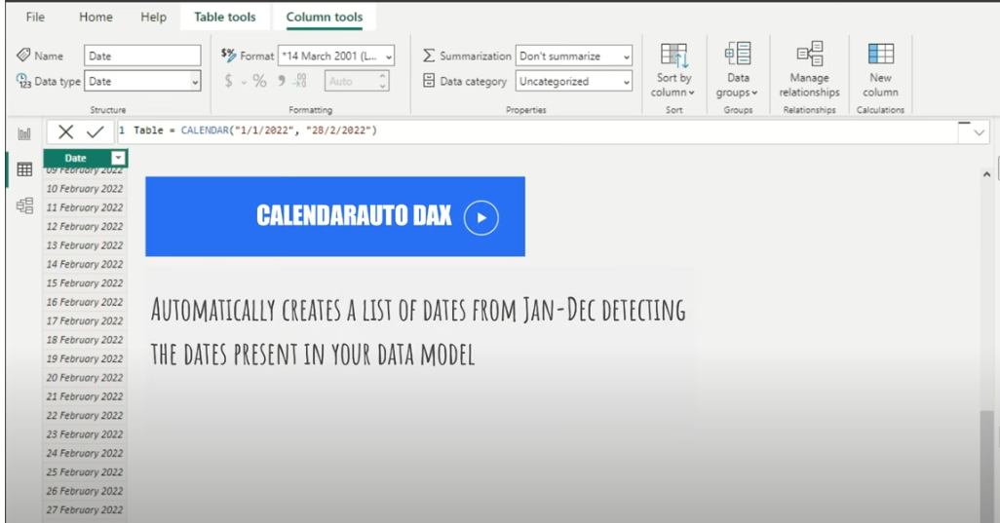 File Home Help Table tools Column tools
Name Date $% Format *14 March 2001 (L... Σ Summarization Don't summarize
Data type Date $ % 9 .00 Auto Data category Uncategorized Sort by column Data groups Manage relationships New column
Structure Formatting Properties Sort Groups Relationships Calculations
1 Table = CALENDAR("1/1/2022", "28/2/2022")
Date
09 February 2022
10 February 2022
11 February 2022
12 February 2022
13 February 2022
14 February 2022
15 February 2022
16 February 2022
17 February 2022
18 February 2022
19 February 2022
20 February 2022
21 February 2022
22 February 2022
23 February 2022
24 February 2022
25 February 2022
26 February 2022
27 February 2022
CALENDARAUTO DAX
Automatically creates a list of dates from Jan-Dec detecting
the dates present in your data model